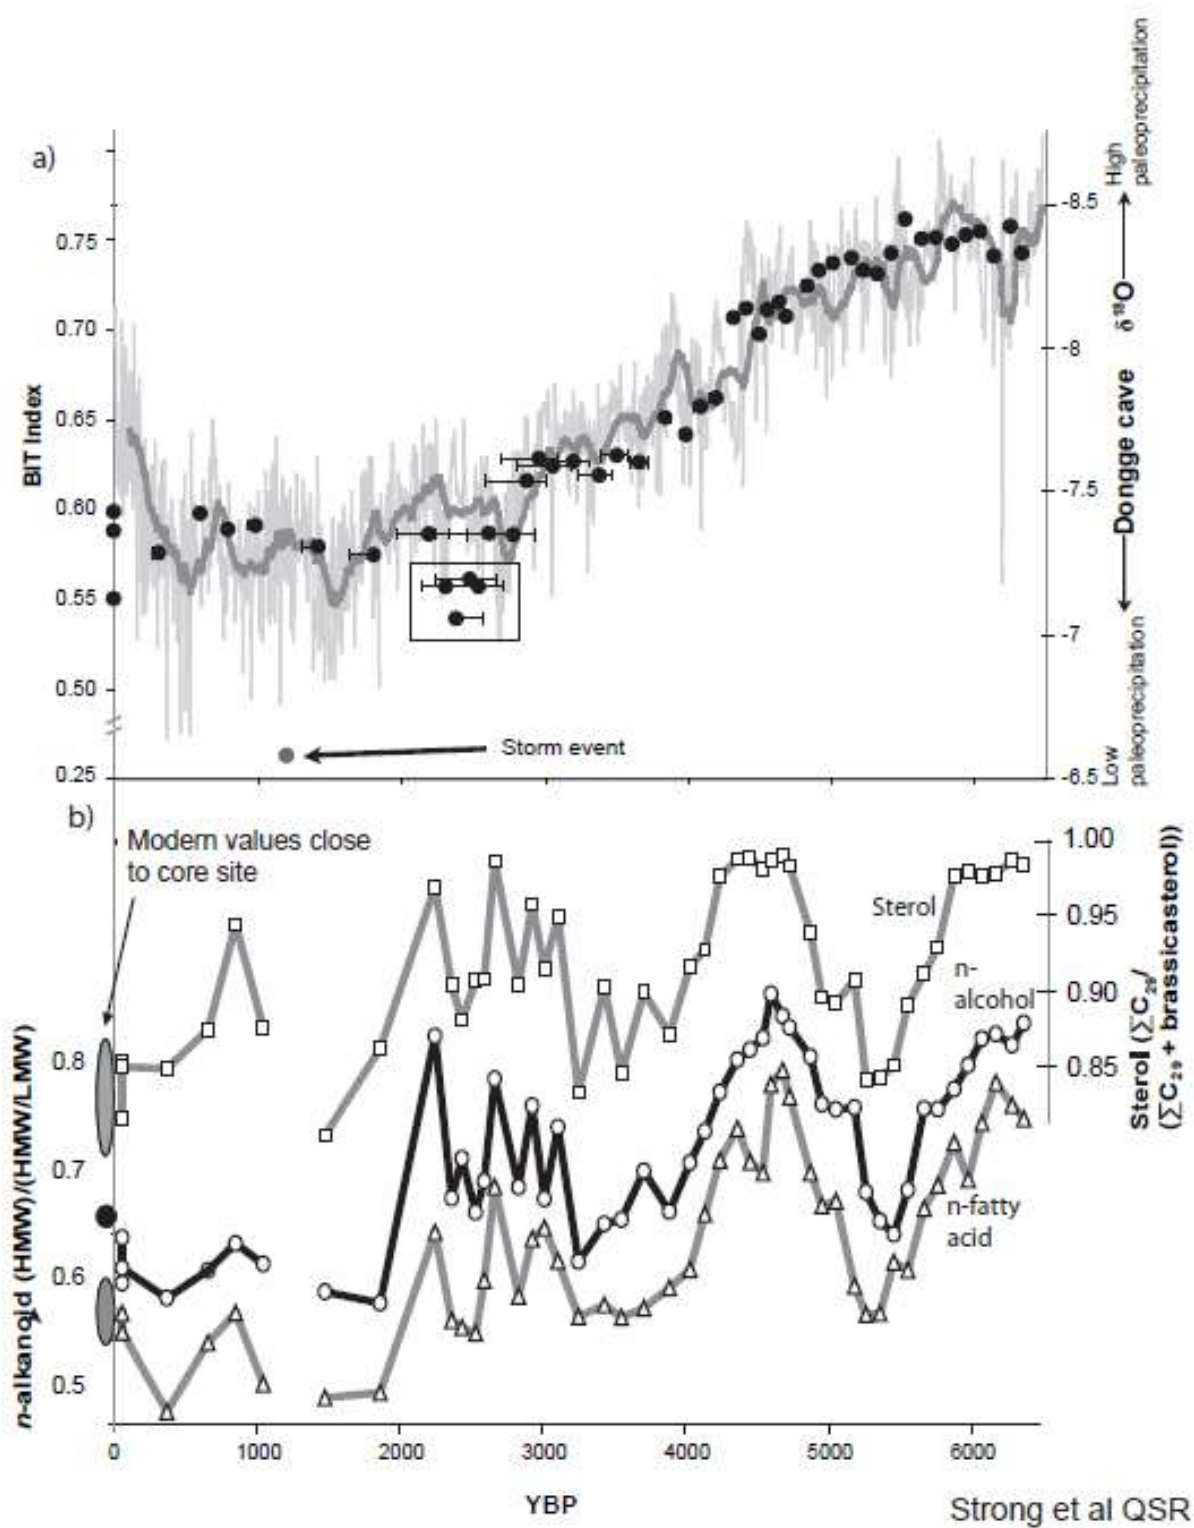 a)
High
paleoprecipitation
0.75
0.70
0.65
0.60
0.55
0.50
0.25
BIT Index
-8.5
-8
-7.5
-7
-6.5
Dongge cave δ¹⁸O
Low
paleoprecipitation
Storm event
b)
Modern values close
to core site
1.00
0.95
0.90
0.85
Sterol (∑C₂₉/
(∑C₂₉ + brassicasterol))
Sterol
n-
alcohol
n-fatty
acid
0.8
0.7
0.6
0.5
n-alkanoid (HMW)/(HMW/LMW)
0 1000 2000 3000 4000 5000 6000
YBP
Strong et al QSR